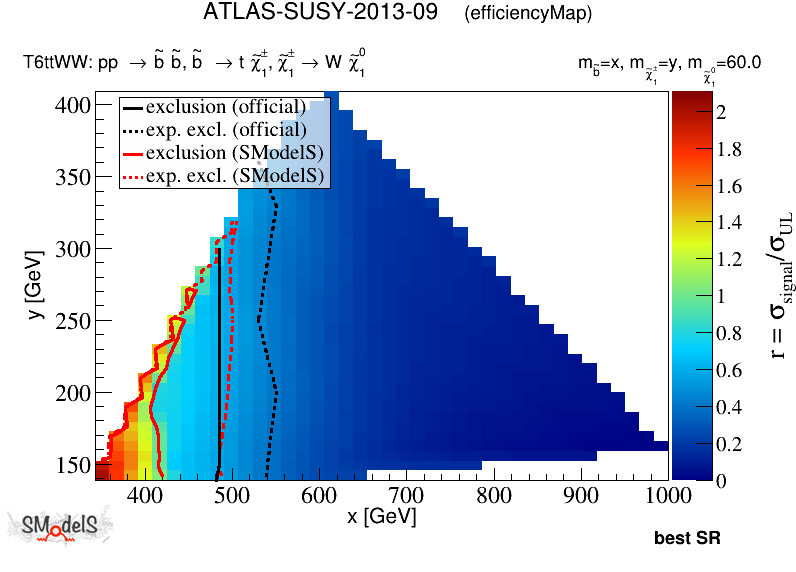 ATLAS-SUSY-2013-09 (efficiencyMap)
T6ttWW: pp → b̃ b̃, b̃ → t χ̃₁±, χ̃₁± → W χ̃₁⁰
m_b̃=x, m_χ̃₁±=y, m_χ̃₁⁰=60.0
exclusion (official)
exp. excl. (official)
exclusion (SModelS)
exp. excl. (SModelS)
y [GeV]
400
350
300
250
200
150
400 500 600 700 800 900 1000
x [GeV]
2
1.8
1.6
1.4
1.2
1
0.8
0.6
0.4
0.2
0
r = σsignal/σUL
SModelS
best SR